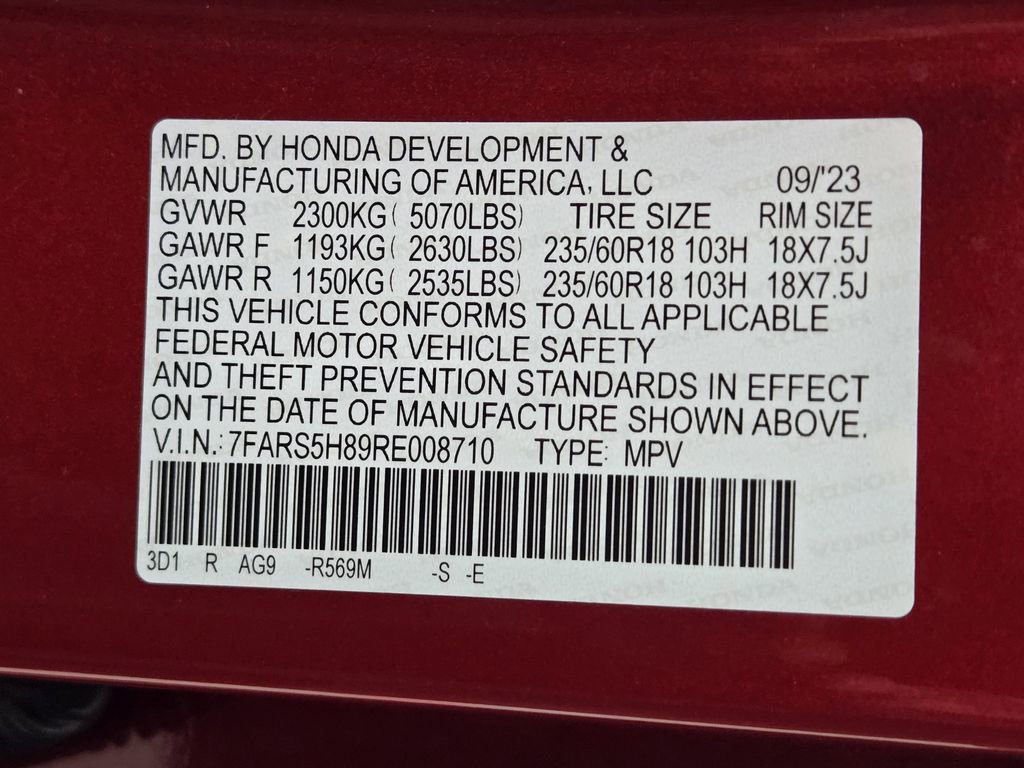 MFD. BY HONDA DEVELOPMENT &
MANUFACTURING OF AMERICA, LLC 09/'23
GVWR 2300KG( 5070LBS) TIRE SIZE RIM SIZE
GAWR F 1193KG( 2630LBS) 235/60R18 103H 18X7.5J
GAWR R 1150KG( 2535LBS) 235/60R18 103H 18X7.5J
THIS VEHICLE CONFORMS TO ALL APPLICABLE
FEDERAL MOTOR VEHICLE SAFETY
AND THEFT PREVENTION STANDARDS IN EFFECT
ON THE DATE OF MANUFACTURE SHOWN ABOVE.
V.I.N.:7FARS5H89RE008710 TYPE: MPV
3D1 R AG9 -R569M -S -E